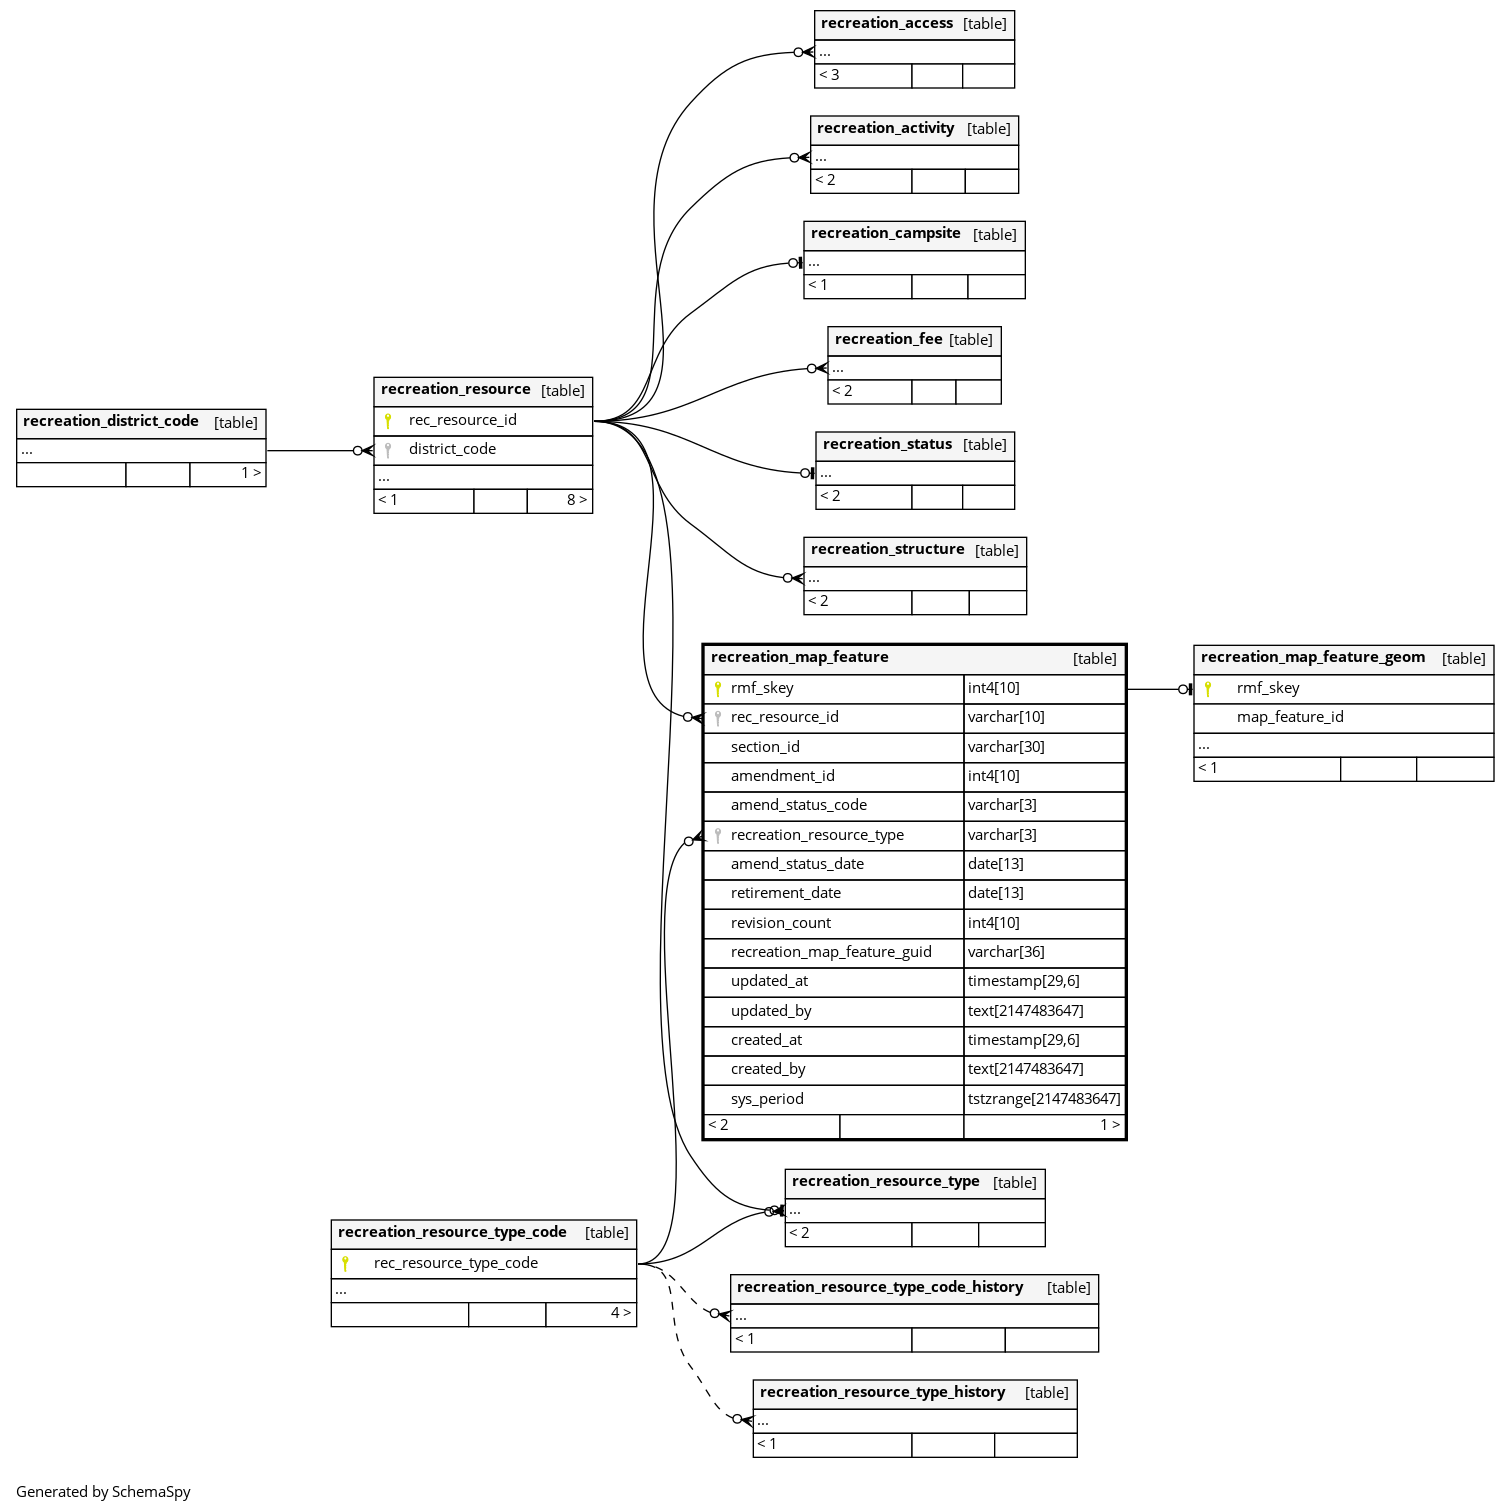 recreation_access [table]
...
< 3
recreation_activity [table]
...
< 2
recreation_campsite [table]
...
< 1
recreation_fee [table]
...
< 2
recreation_district_code [table]
...
1 >
recreation_resource [table]
rec_resource_id
district_code
...
< 1 8 >
recreation_status [table]
...
< 2
recreation_structure [table]
...
< 2
recreation_map_feature [table]
rmf_skey int4[10]
rec_resource_id varchar[10]
section_id varchar[30]
amendment_id int4[10]
amend_status_code varchar[3]
recreation_resource_type varchar[3]
amend_status_date date[13]
retirement_date date[13]
revision_count int4[10]
recreation_map_feature_guid varchar[36]
updated_at timestamp[29,6]
updated_by text[2147483647]
created_at timestamp[29,6]
created_by text[2147483647]
sys_period tstzrange[2147483647]
< 2 1 >
recreation_map_feature_geom [table]
rmf_skey
map_feature_id
...
< 1
recreation_resource_type [table]
...
< 2
recreation_resource_type_code [table]
rec_resource_type_code
...
4 >
recreation_resource_type_code_history [table]
...
< 1
recreation_resource_type_history [table]
...
< 1
Generated by SchemaSpy